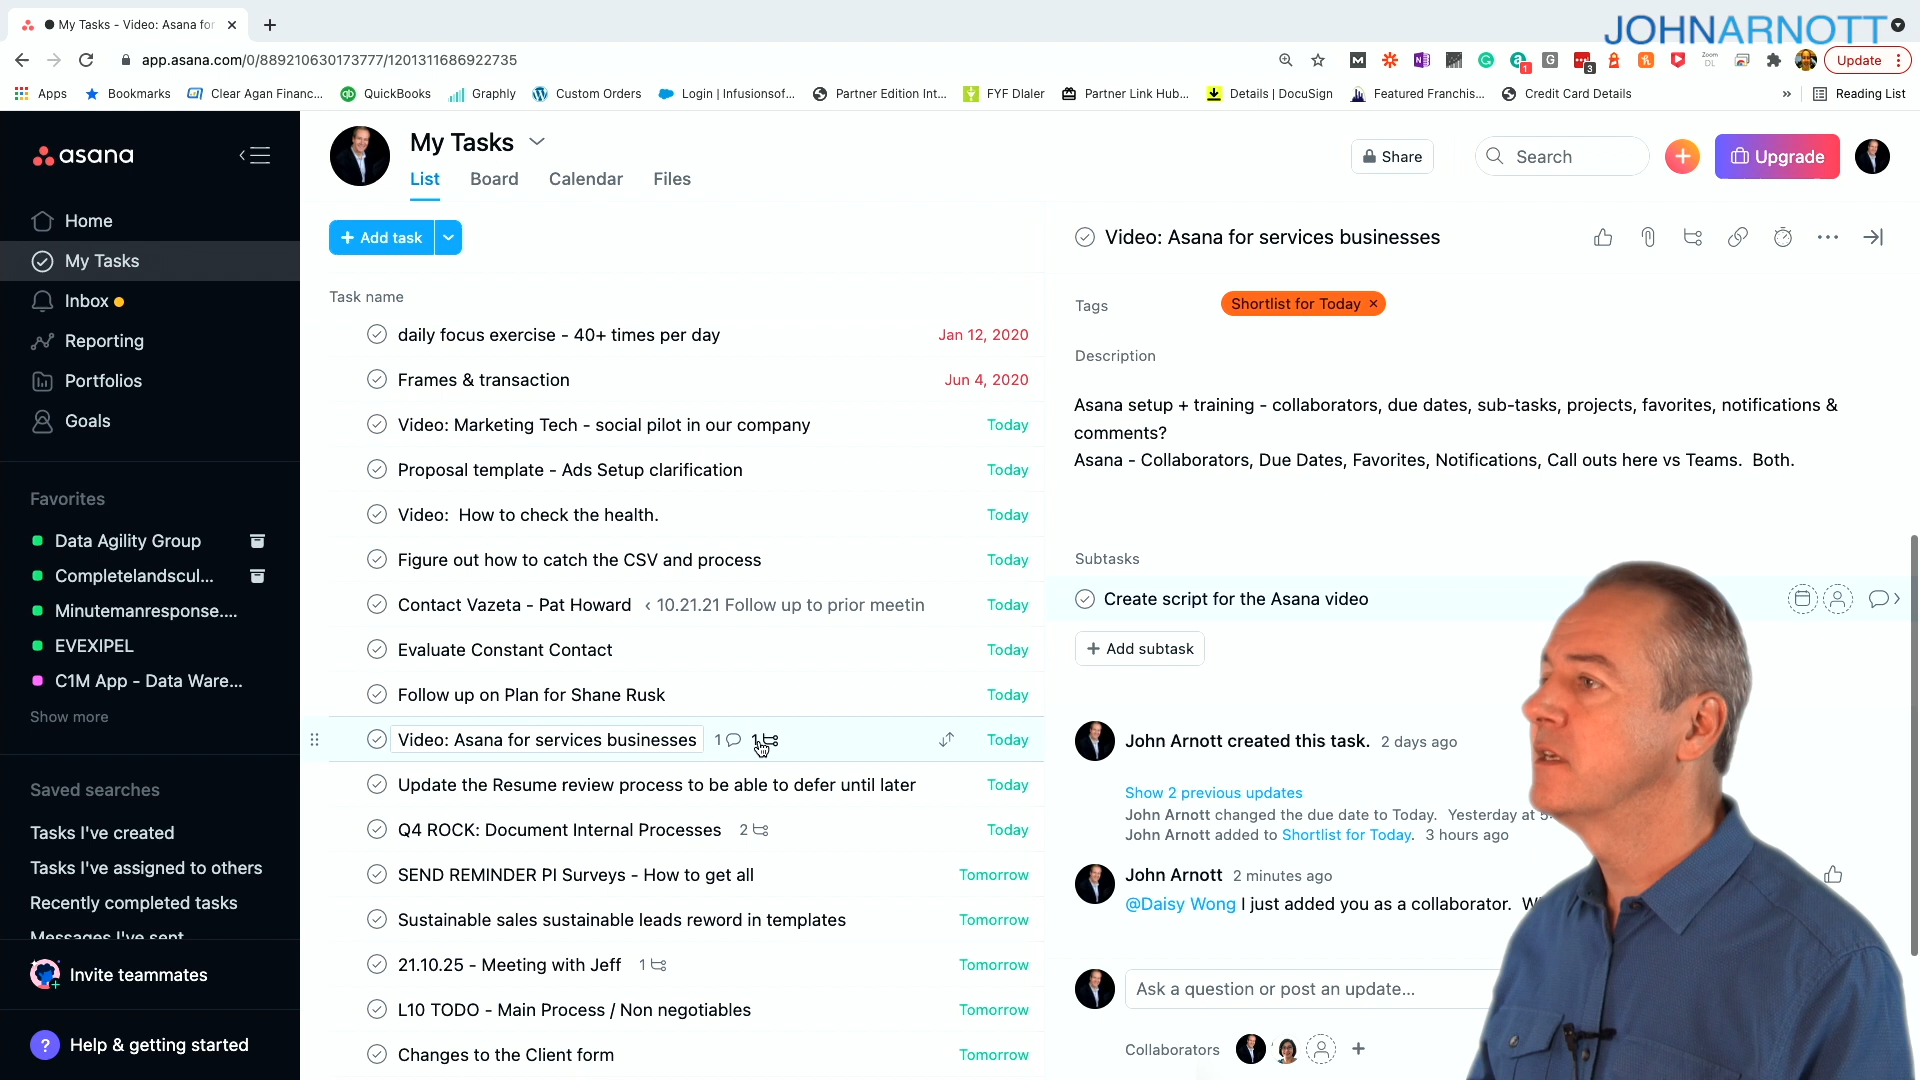 My Tasks - Video: Asana for
JOHNARNOTT
app.asana.com/0/889210630173777/1201311686922735
1
3
Zoom
DL
Update
Apps
Bookmarks
Clear Agan Financ...
QuickBooks
Graphly
Custom Orders
Login | Infusionsof...
Partner Edition Int...
FYF DIaler
Partner Link Hub...
Details | DocuSign
Featured Franchis...
Credit Card Details
»
Reading List
asana
Home
My Tasks
Inbox
Reporting
Portfolios
Goals
Favorites
Data Agility Group
Completelandscul...
Minutemanresponse....
EVEXIPEL
C1M App - Data Ware...
Show more
Saved searches
Tasks I've created
Tasks I've assigned to others
Recently completed tasks
Messages I've sent
Invite teammates
? Help & getting started
My Tasks
List
Board
Calendar
Files
Share
Search
Upgrade
+ Add task
Task name
daily focus exercise - 40+ times per day Jan 12, 2020
Frames & transaction Jun 4, 2020
Video: Marketing Tech - social pilot in our company Today
Proposal template - Ads Setup clarification Today
Video: How to check the health. Today
Figure out how to catch the CSV and process Today
Contact Vazeta - Pat Howard ‹ 10.21.21 Follow up to prior meetin Today
Evaluate Constant Contact Today
Follow up on Plan for Shane Rusk Today
Video: Asana for services businesses 1 1 Today
Update the Resume review process to be able to defer until later Today
Q4 ROCK: Document Internal Processes 2 Today
SEND REMINDER PI Surveys - How to get all Tomorrow
Sustainable sales sustainable leads reword in templates Tomorrow
21.10.25 - Meeting with Jeff 1 Tomorrow
L10 TODO - Main Process / Non negotiables Tomorrow
Changes to the Client form Tomorrow
Video: Asana for services businesses
Tags
Shortlist for Today ×
Description
Asana setup + training - collaborators, due dates, sub-tasks, projects, favorites, notifications &
comments?
Asana - Collaborators, Due Dates, Favorites, Notifications, Call outs here vs Teams. Both.
Subtasks
Create script for the Asana video
+ Add subtask
John Arnott created this task. 2 days ago
Show 2 previous updates
John Arnott changed the due date to Today. Yesterday at
John Arnott added to Shortlist for Today. 3 hours ago
John Arnott 2 minutes ago
@Daisy Wong I just added you as a collaborator.
Ask a question or post an update...
Collaborators